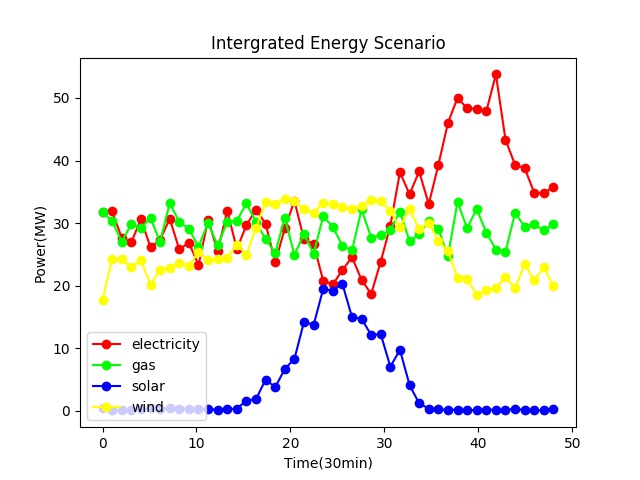 Intergrated Energy Scenario
Power(MW)
50
40
30
20
10
0
electricity
gas
solar
wind
0 10 20 30 40 50
Time(30min)